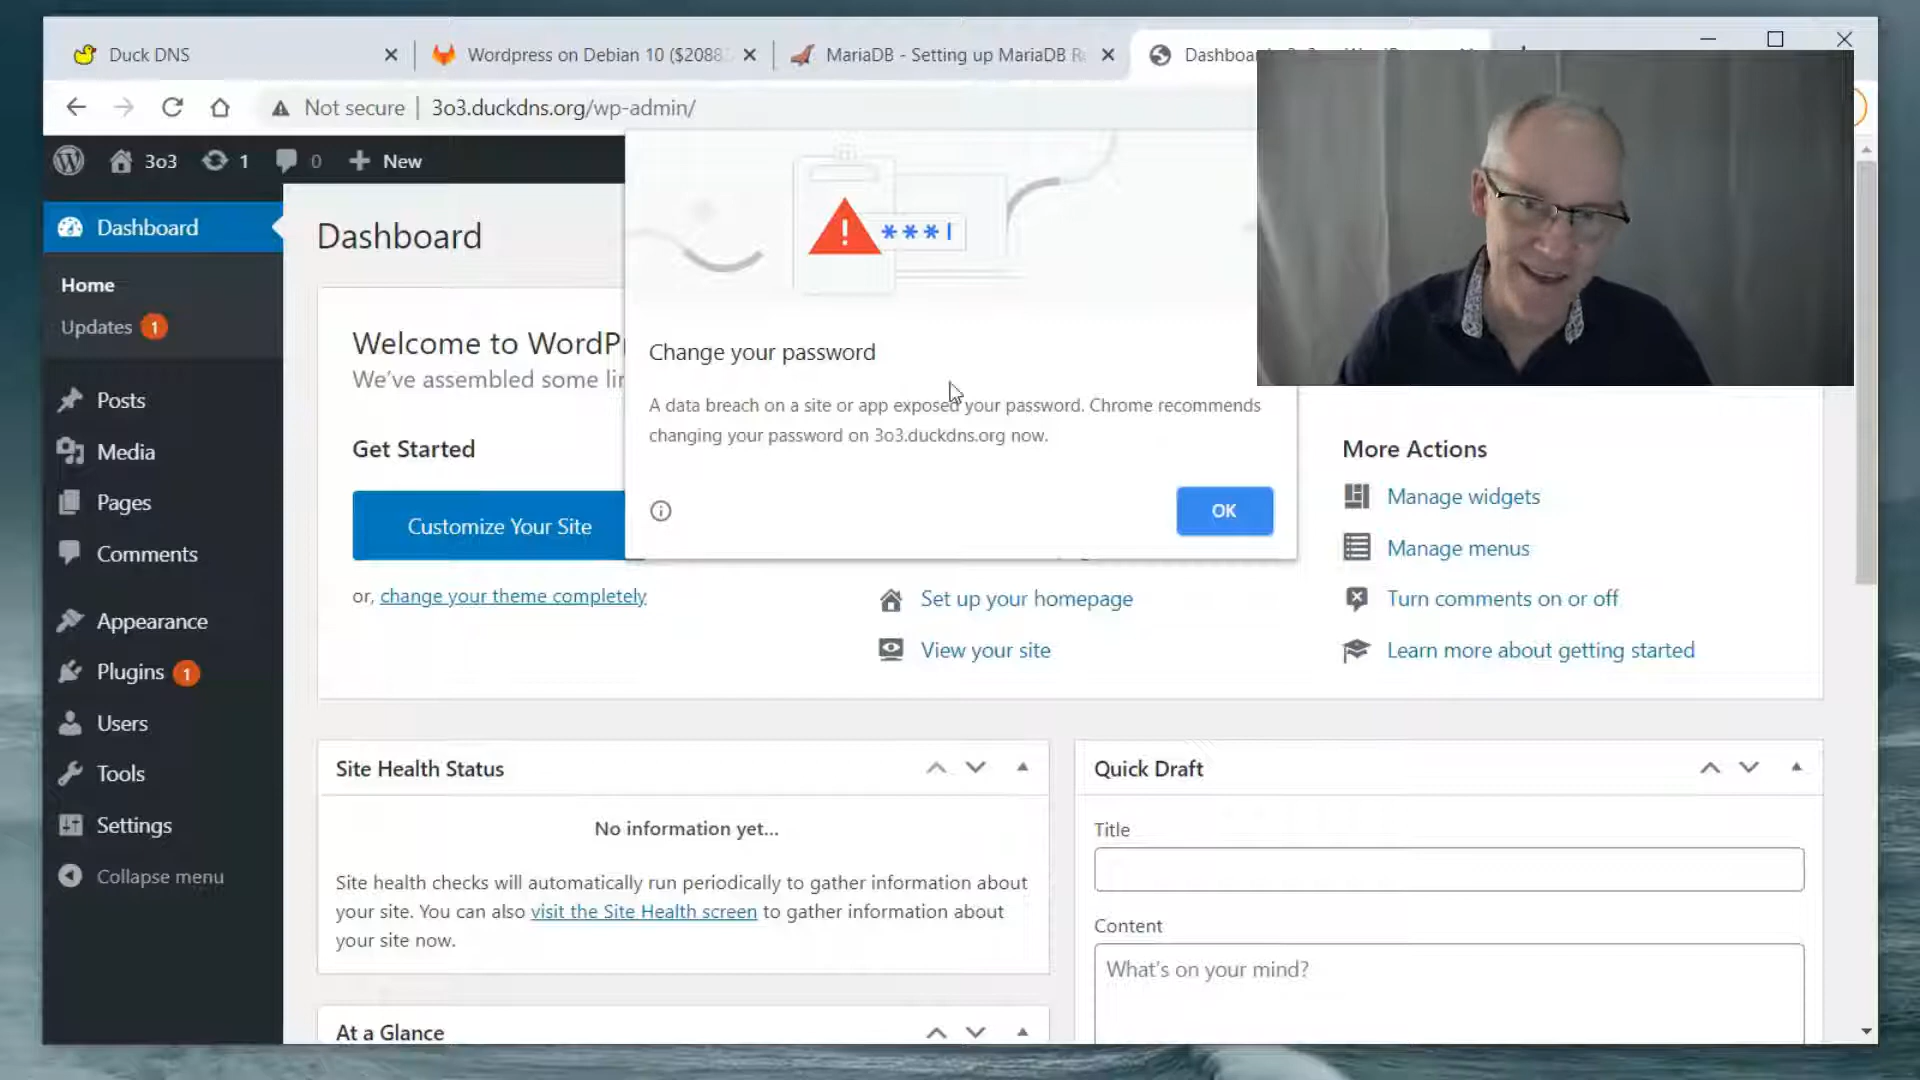 Duck DNS
Wordpress on Debian 10 ($2088
MariaDB - Setting up MariaDB R
Dashboa
Not secure
3o3.duckdns.org/wp-admin/
3o3
1
0
New
Dashboard
Home
Updates 1
Posts
Media
Pages
Comments
Appearance
Plugins 1
Users
Tools
Settings
Collapse menu
Dashboard
Welcome to WordP
We've assembled some li
Get Started
Customize Your Site
or, change your theme completely
***|
Change your password
A data breach on a site or app exposed your password. Chrome recommends
changing your password on 3o3.duckdns.org now.
OK
Set up your homepage
View your site
More Actions
Manage widgets
Manage menus
Turn comments on or off
Learn more about getting started
Site Health Status
No information yet...
Site health checks will automatically run periodically to gather information about
your site. You can also visit the Site Health screen to gather information about
your site now.
At a Glance
Quick Draft
Title
Content
What's on your mind?